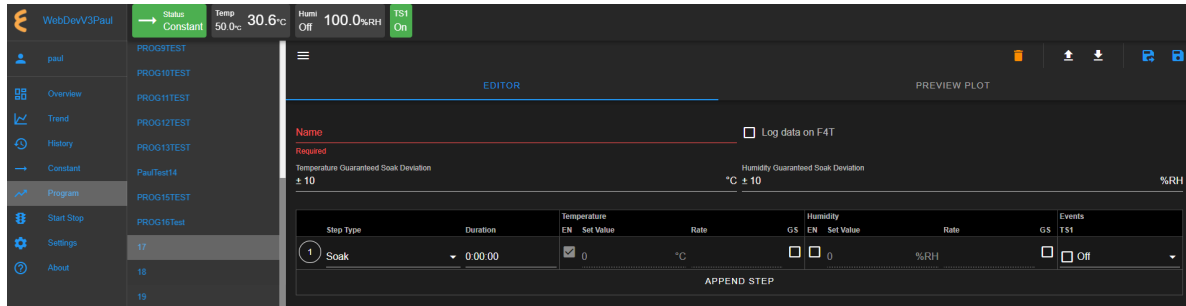 WebDevV3Paul
Status
Constant
Temp
50.0°C 30.6°C
Humi
Off 100.0%RH
TS1
On
paul
Overview
Trend
History
Constant
Program
Start Stop
Settings
About
PROG9TEST
PROG10TEST
PROG11TEST
PROG12TEST
PROG13TEST
PaulTest14
PROG15TEST
PROG16Test
17
18
19
EDITOR PREVIEW PLOT
Name Log data on F4T
Required
Temperature Guaranteed Soak Deviation Humidity Guaranteed Soak Deviation
± 10 °C ± 10 %RH
Temperature Humidity Events
Step Type Duration EN Set Value Rate GS EN Set Value Rate GS TS1
1 Soak 0:00:00 0 °C 0 %RH Off
APPEND STEP